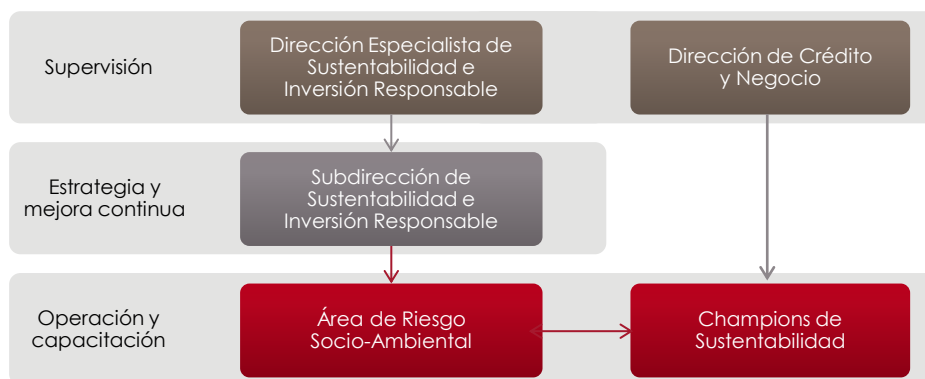 Supervisión
Dirección Especialista de
Sustentabilidad e
Inversión Responsable
Dirección de Crédito
y Negocio
Estrategia y
mejora continua
Subdirección de
Sustentabilidad e
Inversión Responsable
Operación y
capacitación
Área de Riesgo
Socio-Ambiental
Champions de
Sustentabilidad